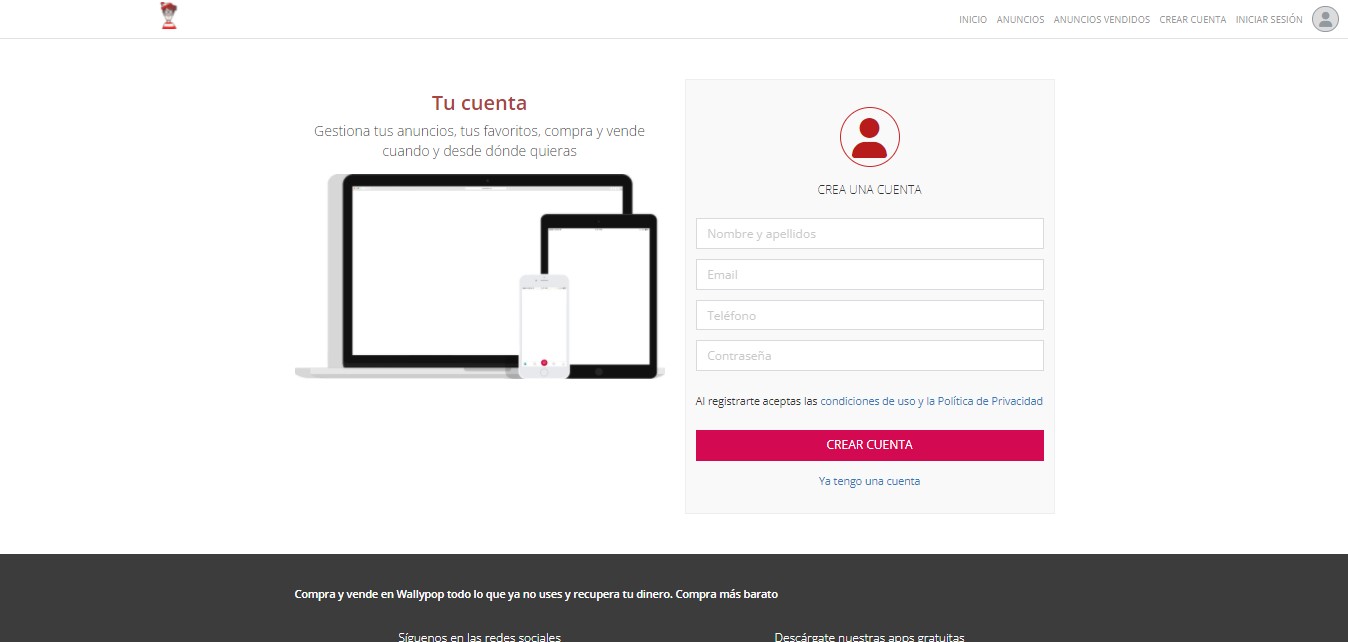 INICIO ANUNCIOS ANUNCIOS VENDIDOS CREAR CUENTA INICIAR SESIÓN
Tu cuenta
Gestiona tus anuncios, tus favoritos, compra y vende
cuando y desde dónde quieras
CREA UNA CUENTA
Nombre y apellidos
Email
Teléfono
Contraseña
Al registrarte aceptas las condiciones de uso y la Política de Privacidad
CREAR CUENTA
Ya tengo una cuenta
Compra y vende en Wallypop todo lo que ya no uses y recupera tu dinero. Compra más barato
Síguenos en las redes sociales
Descárgate nuestras apps gratuitas